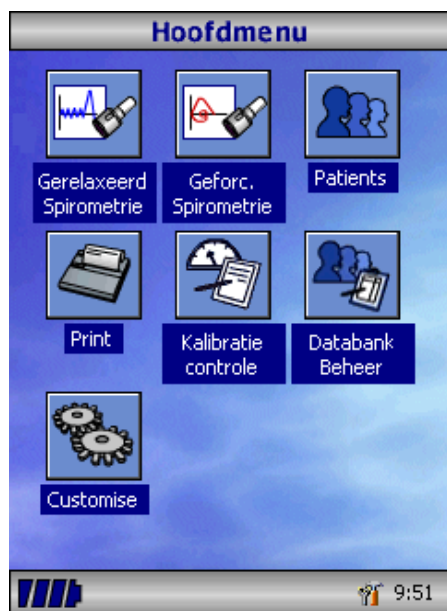 Hoofdmenu
Gerelaxeerd
Spirometrie
Geforc.
Spirometrie
Patients
Print
Kalibratie
controle
Databank
Beheer
Customise
9:51